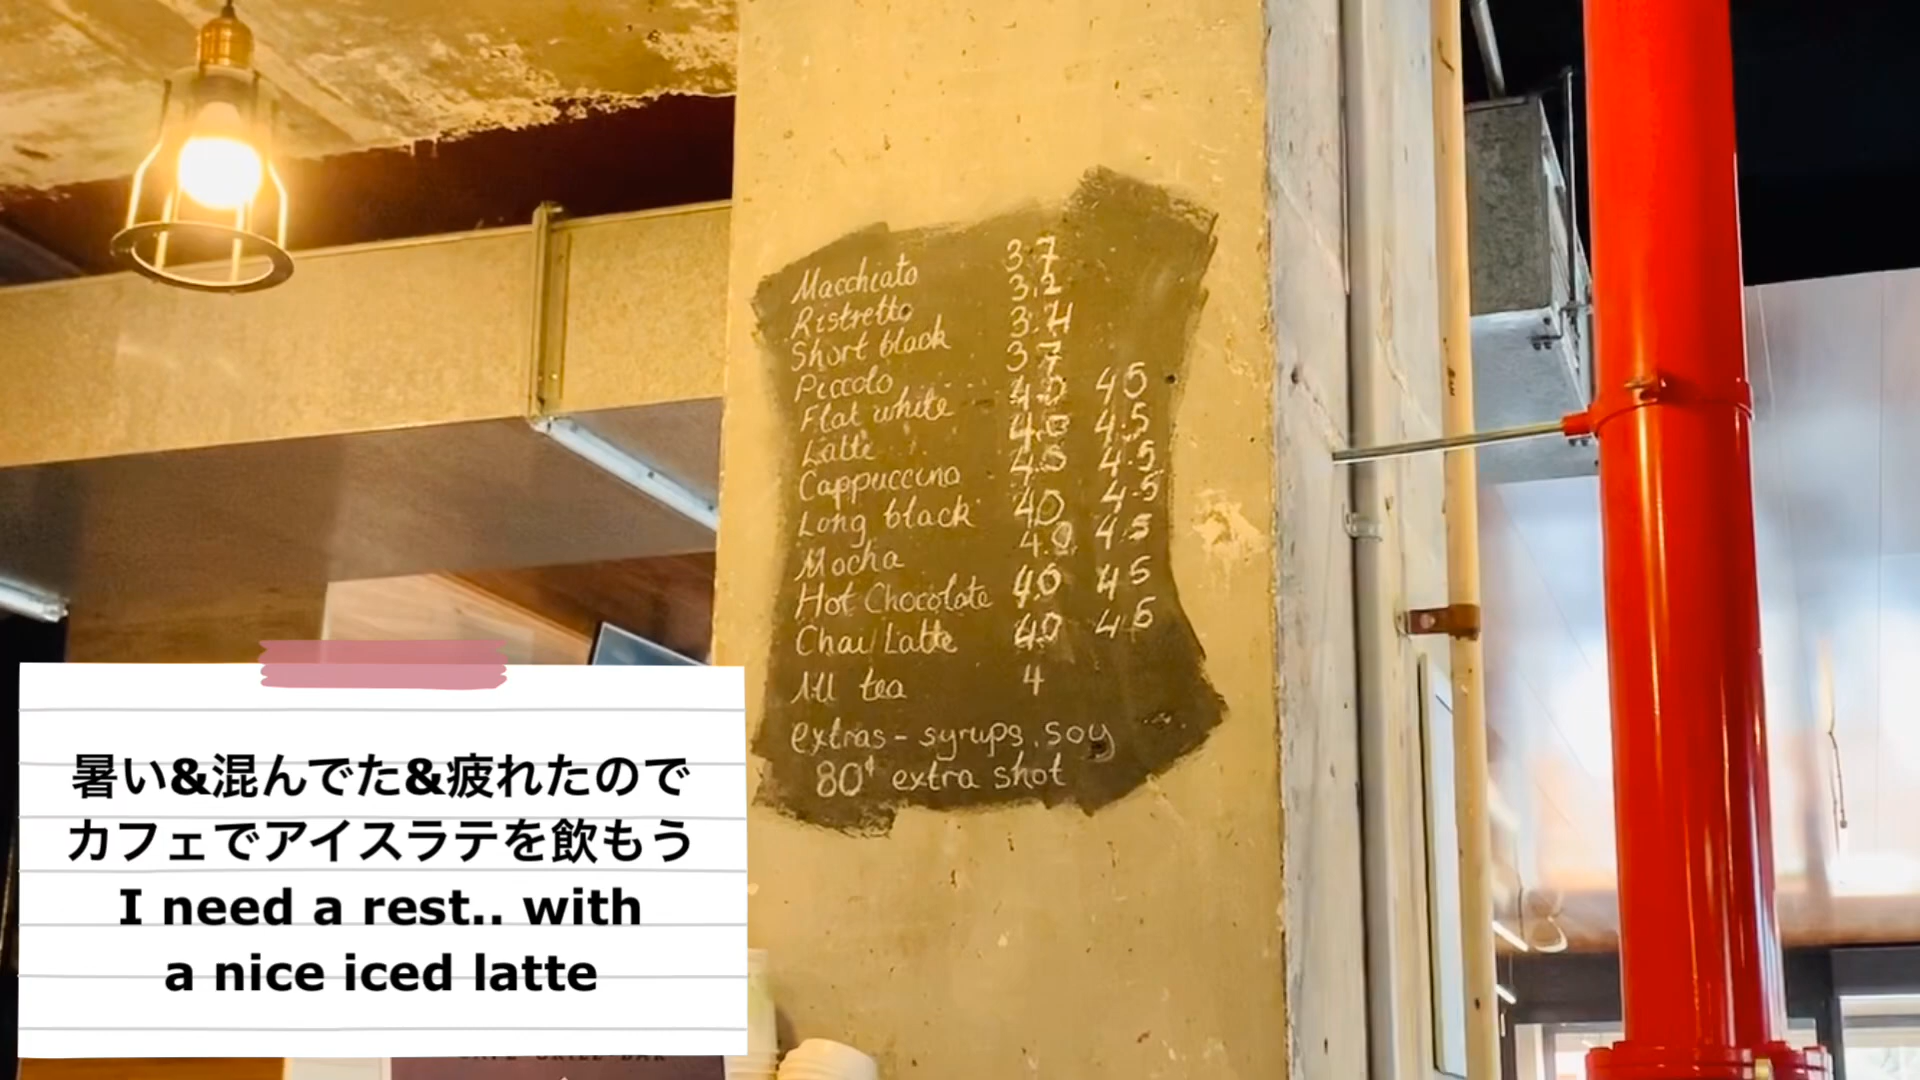 Macchiato 3.7
Ristretto 3.2
Short black 3.4
Piccolo 3.7
Flat white 4.0 4.5
Latte 4.0 4.5
Cappuccino 4.0 4.5
Long black 4.0 4.5
Mocha 4.0 4.5
Hot Chocolate 4.0 4.5
Chai Latte 4.0 4.5
All tea 4
extras - syrups, soy
80¢ extra shot
暑い&混んでた&疲れたので
カフェでアイスラテを飲もう
I need a rest.. with
a nice iced latte